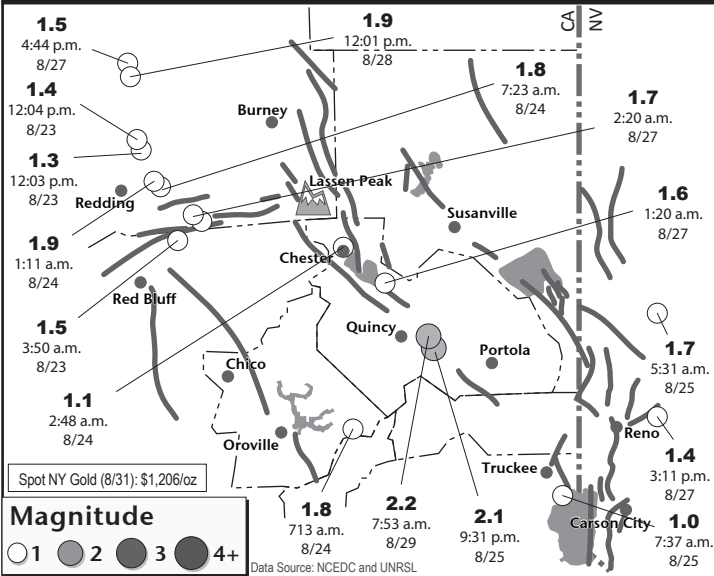 CA
NV
1.5
4:44 p.m.
8/27
1.9
12:01 p.m.
8/28
1.4
12:04 p.m.
8/23
1.8
7:23 a.m.
8/24
1.7
2:20 a.m.
8/27
Burney
1.3
12:03 p.m.
8/23
Redding
Lassen Peak
1.6
1:20 a.m.
8/27
Susanville
1.9
1:11 a.m.
8/24
Chester
Red Bluff
1.5
3:50 a.m.
8/23
Quincy
Portola
1.7
5:31 a.m.
8/25
Chico
1.1
2:48 a.m.
8/24
Oroville
Reno
1.4
3:11 p.m.
8/27
Truckee
Carson City
1.0
7:37 a.m.
8/25
1.8
713 a.m.
8/24
2.2
7:53 a.m.
8/29
2.1
9:31 p.m.
8/25
Spot NY Gold (8/31): $1,206/oz
Magnitude
1 2 3 4+
Data Source: NCEDC and UNRSL